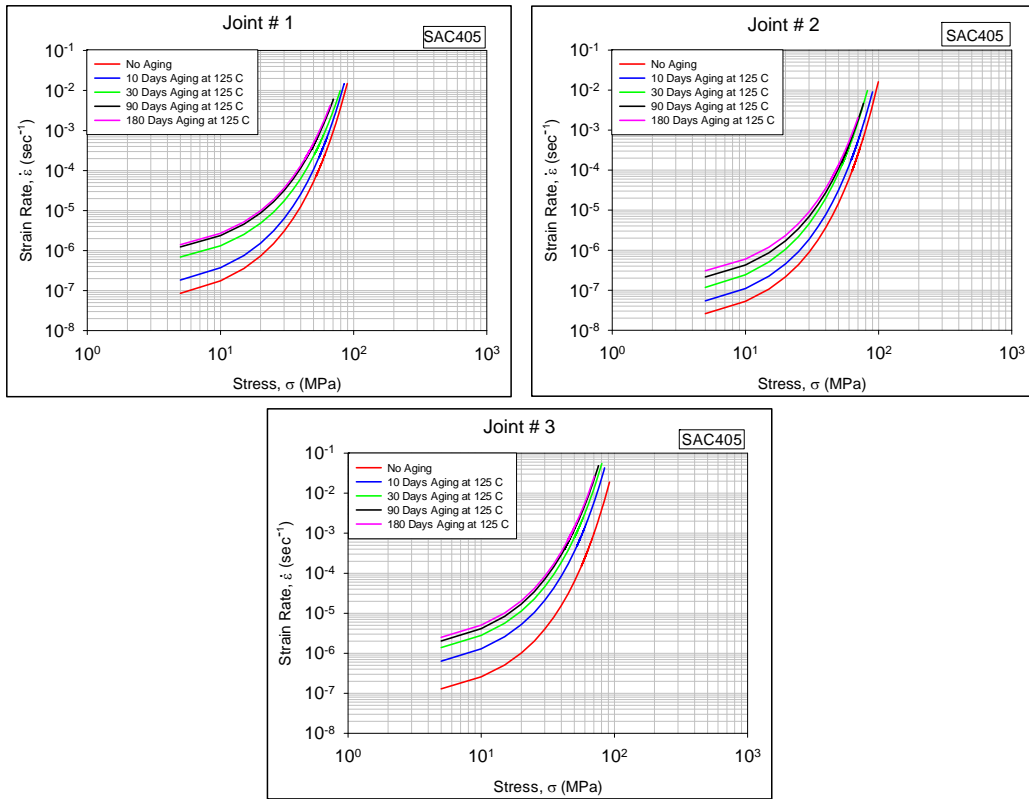 Joint # 1
SAC405
No Aging
10 Days Aging at 125 C
30 Days Aging at 125 C
90 Days Aging at 125 C
180 Days Aging at 125 C
Strain Rate, ε̇ (sec⁻¹)
10⁻¹
10⁻²
10⁻³
10⁻⁴
10⁻⁵
10⁻⁶
10⁻⁷
10⁻⁸
10⁰ 10¹ 10² 10³
Stress, σ (MPa)
Joint # 2
SAC405
No Aging
10 Days Aging at 125 C
30 Days Aging at 125 C
90 Days Aging at 125 C
180 Days Aging at 125 C
Strain Rate, ε̇ (sec⁻¹)
10⁻¹
10⁻²
10⁻³
10⁻⁴
10⁻⁵
10⁻⁶
10⁻⁷
10⁻⁸
10⁰ 10¹ 10² 10³
Stress, σ (MPa)
Joint # 3
SAC405
No Aging
10 Days Aging at 125 C
30 Days Aging at 125 C
90 Days Aging at 125 C
180 Days Aging at 125 C
Strain Rate, ε̇ (sec⁻¹)
10⁻¹
10⁻²
10⁻³
10⁻⁴
10⁻⁵
10⁻⁶
10⁻⁷
10⁻⁸
10⁰ 10¹ 10² 10³
Stress, σ (MPa)